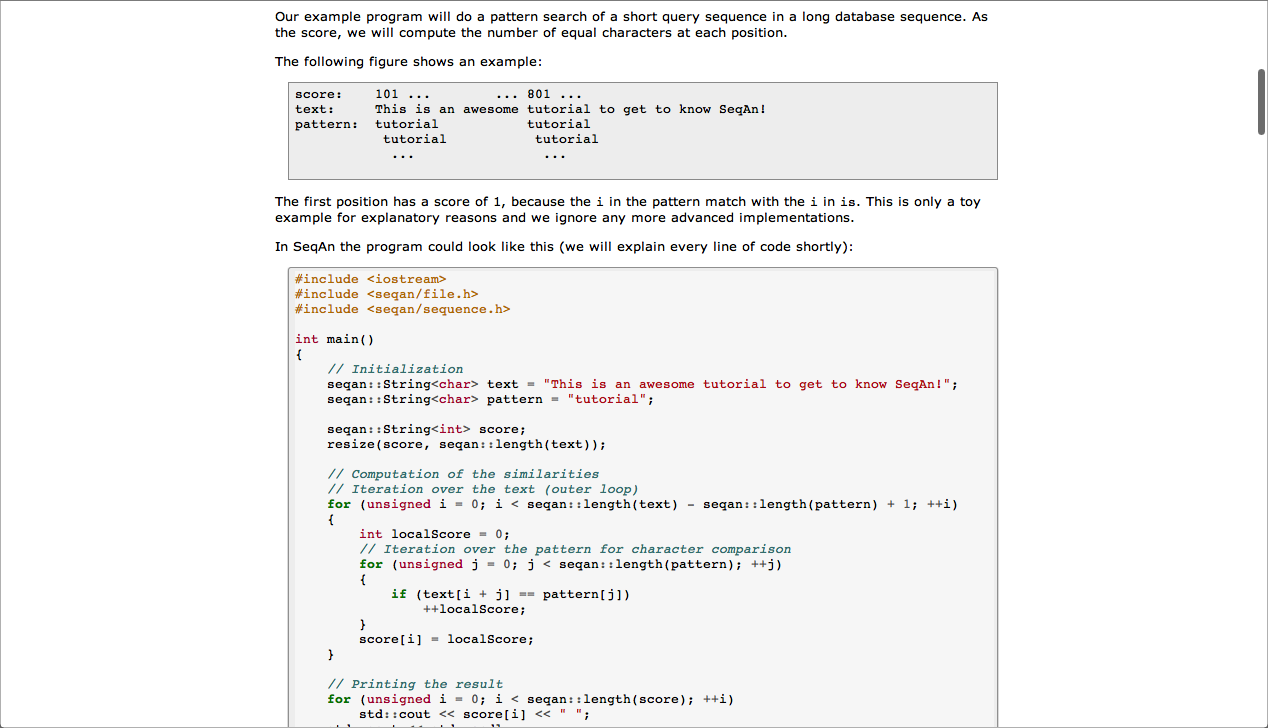 Our example program will do a pattern search of a short query sequence in a long database sequence. As
the score, we will compute the number of equal characters at each position.
The following figure shows an example:
score:    101 ...        ... 801 ...
text:     This is an awesome tutorial to get to know SeqAn!
pattern:  tutorial           tutorial
           tutorial           tutorial
            ...                ...
The first position has a score of 1, because the i in the pattern match with the i in is. This is only a toy
example for explanatory reasons and we ignore any more advanced implementations.
In SeqAn the program could look like this (we will explain every line of code shortly):
#include <iostream>
#include <seqan/file.h>
#include <seqan/sequence.h>
int main()
{
    // Initialization
    seqan::String<char> text = "This is an awesome tutorial to get to know SeqAn!";
    seqan::String<char> pattern = "tutorial";
    seqan::String<int> score;
    resize(score, seqan::length(text));
    // Computation of the similarities
    // Iteration over the text (outer loop)
    for (unsigned i = 0; i < seqan::length(text) - seqan::length(pattern) + 1; ++i)
    {
        int localScore = 0;
        // Iteration over the pattern for character comparison
        for (unsigned j = 0; j < seqan::length(pattern); ++j)
        {
            if (text[i + j] == pattern[j])
                ++localScore;
        }
        score[i] = localScore;
    }
    // Printing the result
    for (unsigned i = 0; i < seqan::length(score); ++i)
        std::cout << score[i] << " ";